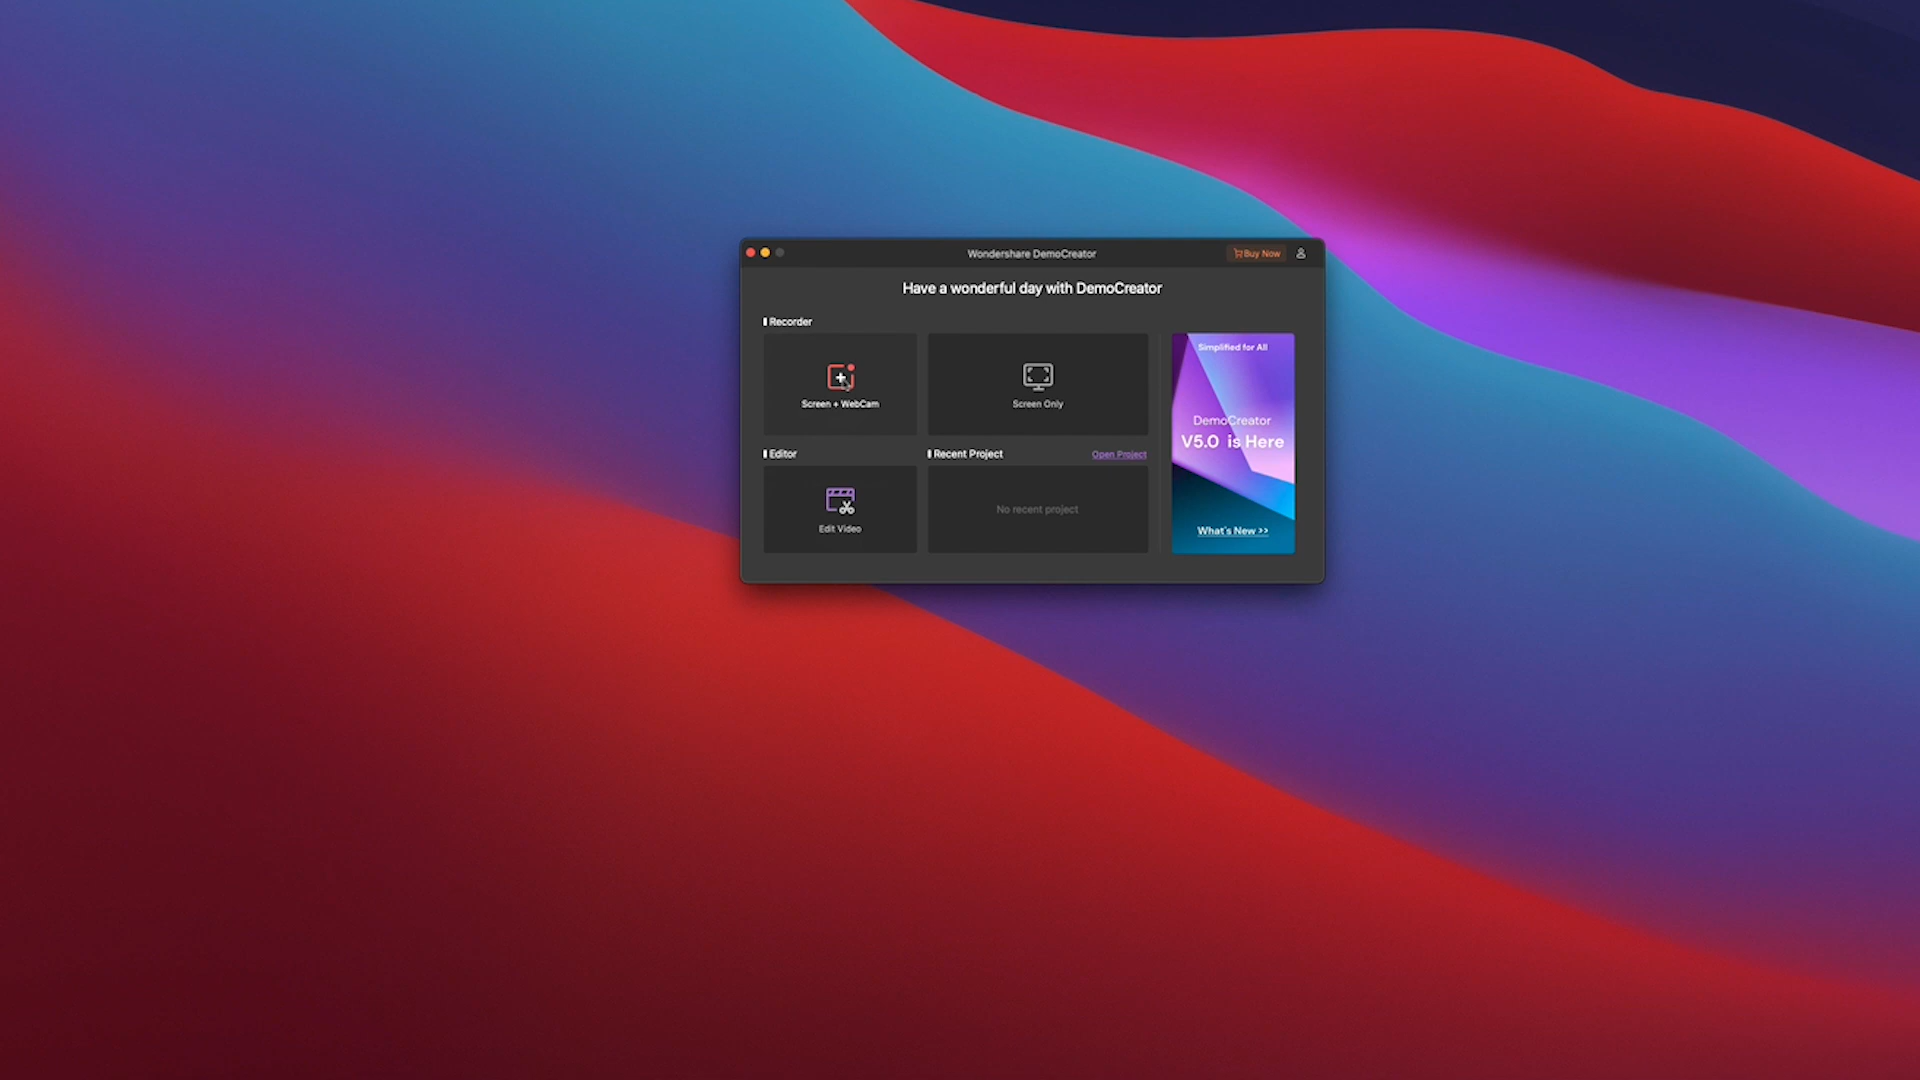 Wondershare DemoCreator
Buy Now
Have a wonderful day with DemoCreator
Recorder
Screen + WebCam
Screen Only
Editor
Edit Video
Recent Project
Open Project
No recent project
Simplified for All
DemoCreator
V5.0 is Here
What's New >>